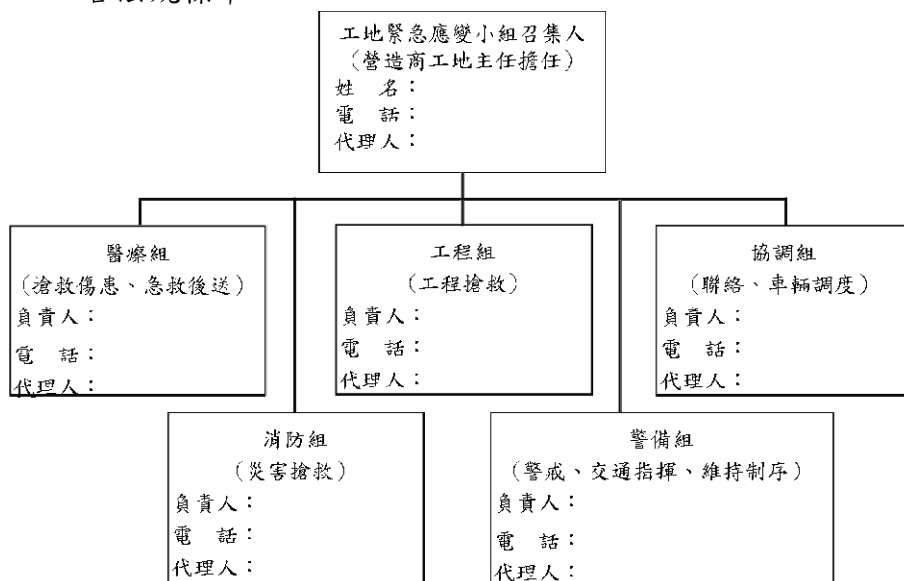 工地緊急應變小組召集人
(營造商工地主任擔任)
姓 名：
電 話：
代理人：
醫療組
(搶救傷患、急救後送)
負責人：
電 話：
代理人：
工程組
(工程搶救)
負責人：
電 話：
代理人：
協調組
(聯絡、車輛調度)
負責人：
電 話：
代理人：
消防組
(災害搶救)
負責人：
電 話：
代理人：
警備組
(警戒、交通指揮、維持制序)
負責人：
電 話：
代理人：